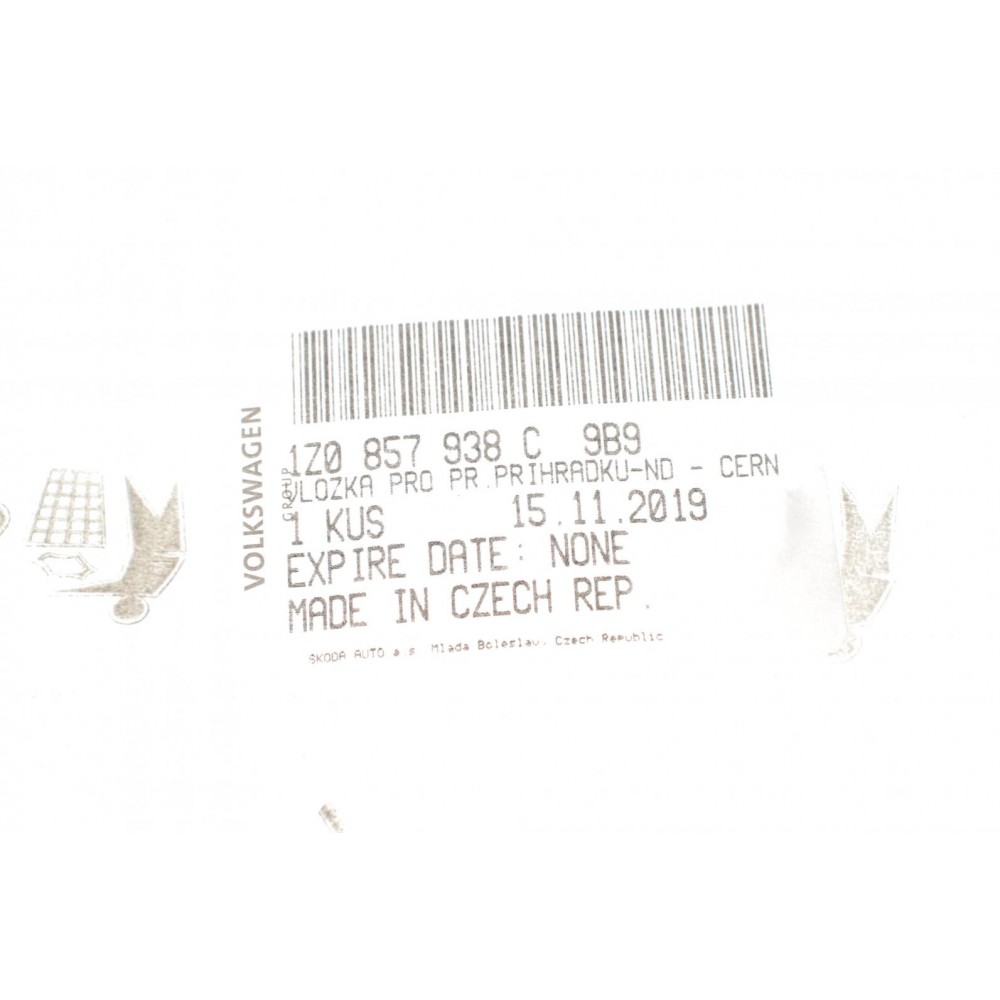 VOLKSWAGEN
GROUP
1Z0 857 938 C 9B9
VLOZKA PRO PR.PRIHRADKU-ND - CERN
1 KUS 15.11.2019
EXPIRE DATE: NONE
MADE IN CZECH REP.
ŠKODA AUTO a.s Mlada Boleslav, Czech Republic